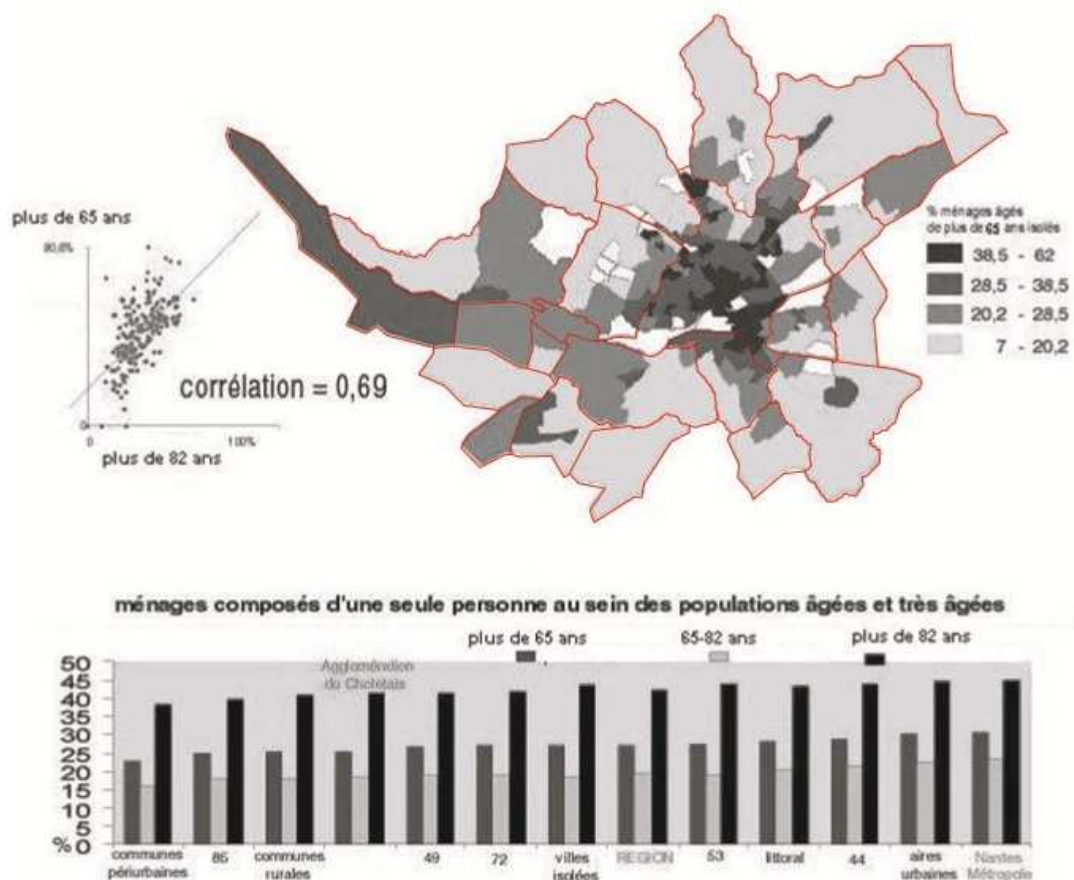 plus de 65 ans
80,6%
0
0
100%
plus de 82 ans
corrélation = 0,69
% ménages âgés
de plus de 65 ans isolés
38,5 - 62
28,5 - 38,5
20,2 - 28,5
7 - 20,2
ménages composés d'une seule personne au sein des populations âgées et très âgées
plus de 65 ans
65-82 ans
plus de 82 ans
50
45
40
35
30
25
20
15
10
5
% 0
du Choletais
communes
périurbaines
85
communes
rurales
49
72
villes
isolées
REGION
53
littoral
44
aires
urbaines
Nantes
Métropole